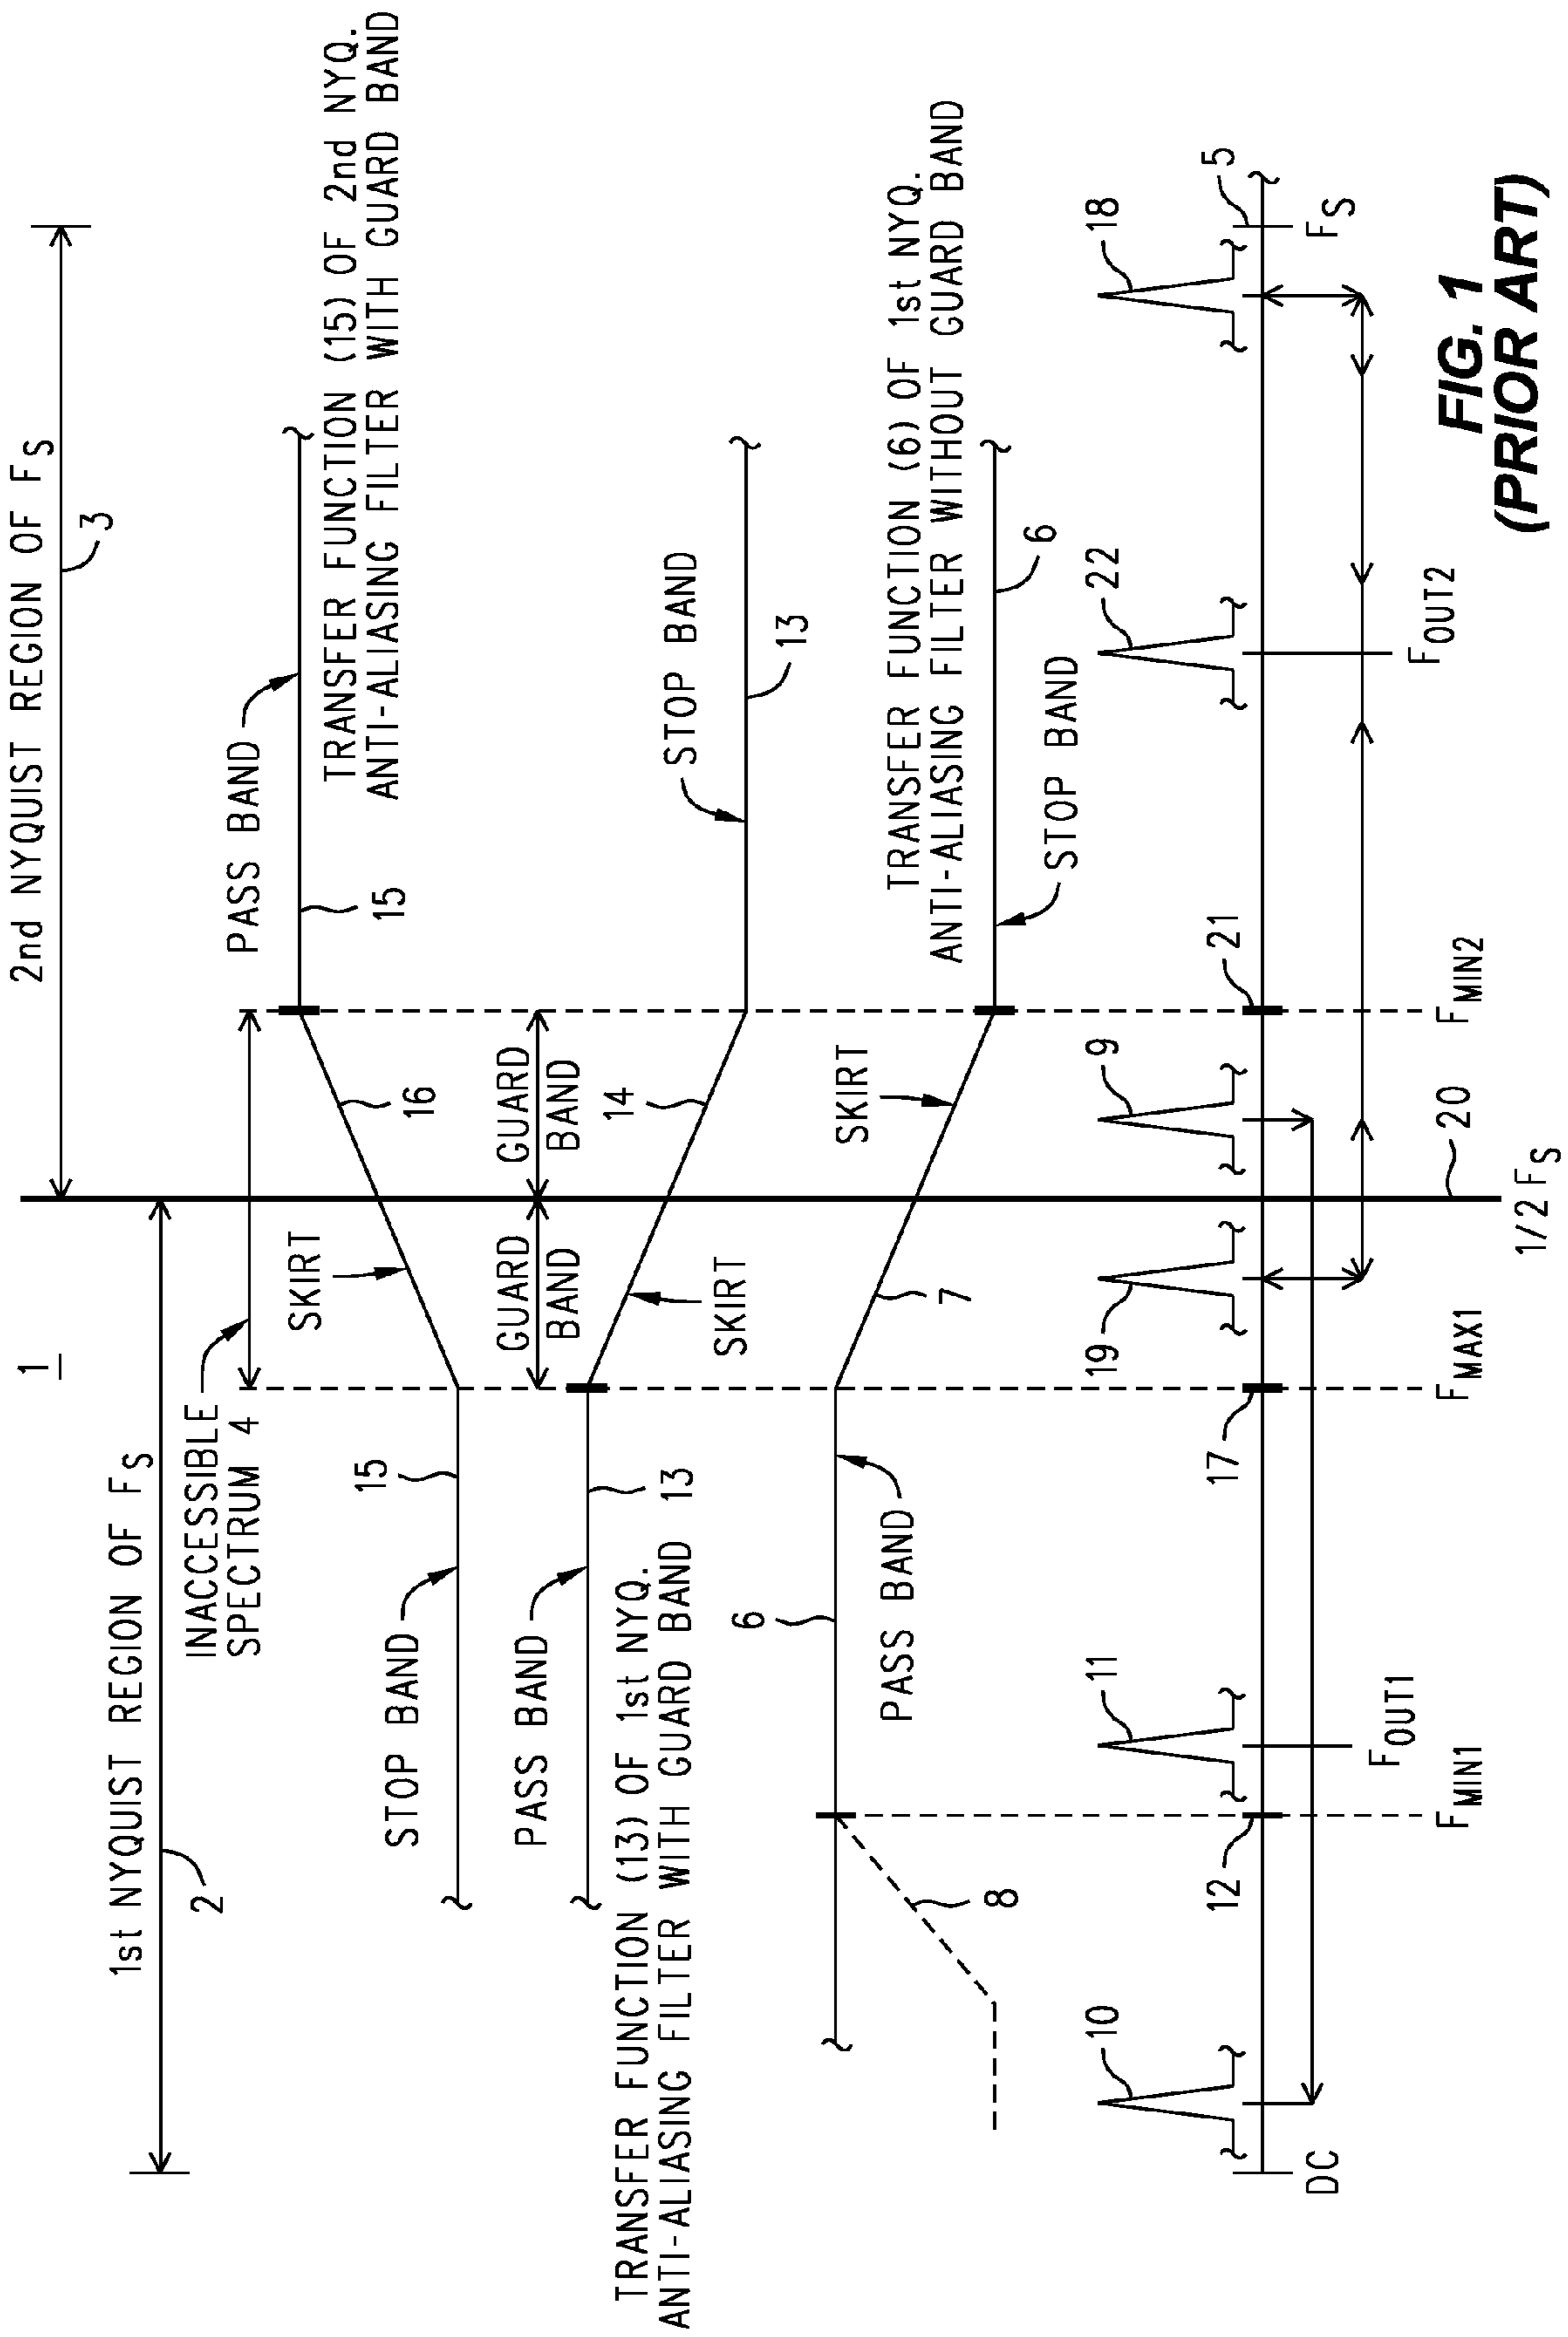 1
2nd NYQUIST REGION OF FS
3
1st NYQUIST REGION OF FS
2
INACCESSIBLE
SPECTRUM 4
PASS BAND
15
TRANSFER FUNCTION (15) OF 2nd NYQ.
ANTI-ALIASING FILTER WITH GUARD BAND
SKIRT
16
15
STOP BAND
GUARD
BAND
GUARD
BAND
PASS BAND
13
TRANSFER FUNCTION (13) OF 1st NYQ.
ANTI-ALIASING FILTER WITH GUARD BAND
14
SKIRT
STOP BAND
13
6
PASS BAND
8
7
SKIRT
TRANSFER FUNCTION (6) OF 1st NYQ.
ANTI-ALIASING FILTER WITHOUT GUARD BAND
6
STOP BAND
10
11
19
9
22
18
12
17
21
5
DC
FOUT1
FMIN1
FMAX1
20
1/2 FS
FMIN2
FOUT2
FS
FIG. 1
(PRIOR ART)